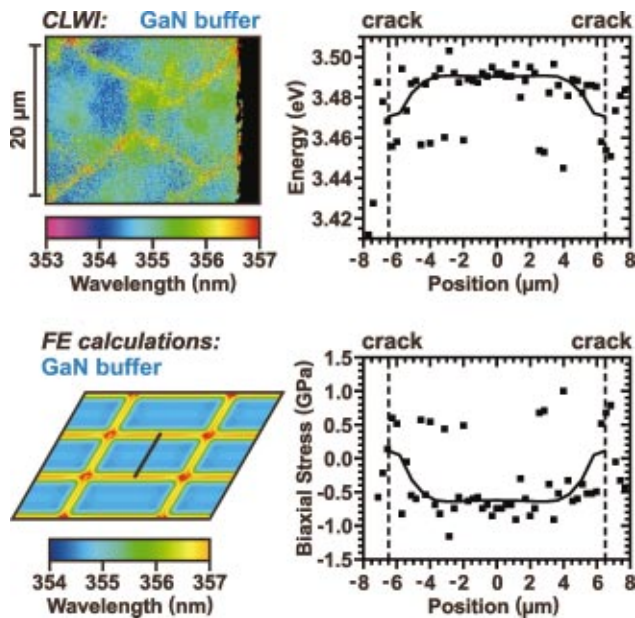 CLWI: GaN buffer
20 µm
353 354 355 356 357
Wavelength (nm)
crack crack
Energy (eV)
3.50
3.48
3.46
3.44
3.42
-8 -6 -4 -2 0 2 4 6 8
Position (µm)
FE calculations:
GaN buffer
354 355 356 357
Wavelength (nm)
crack crack
Biaxial Stress (GPa)
1.5
1.0
0.5
0.0
-0.5
-1.0
-1.5
-8 -6 -4 -2 0 2 4 6 8
Position (µm)